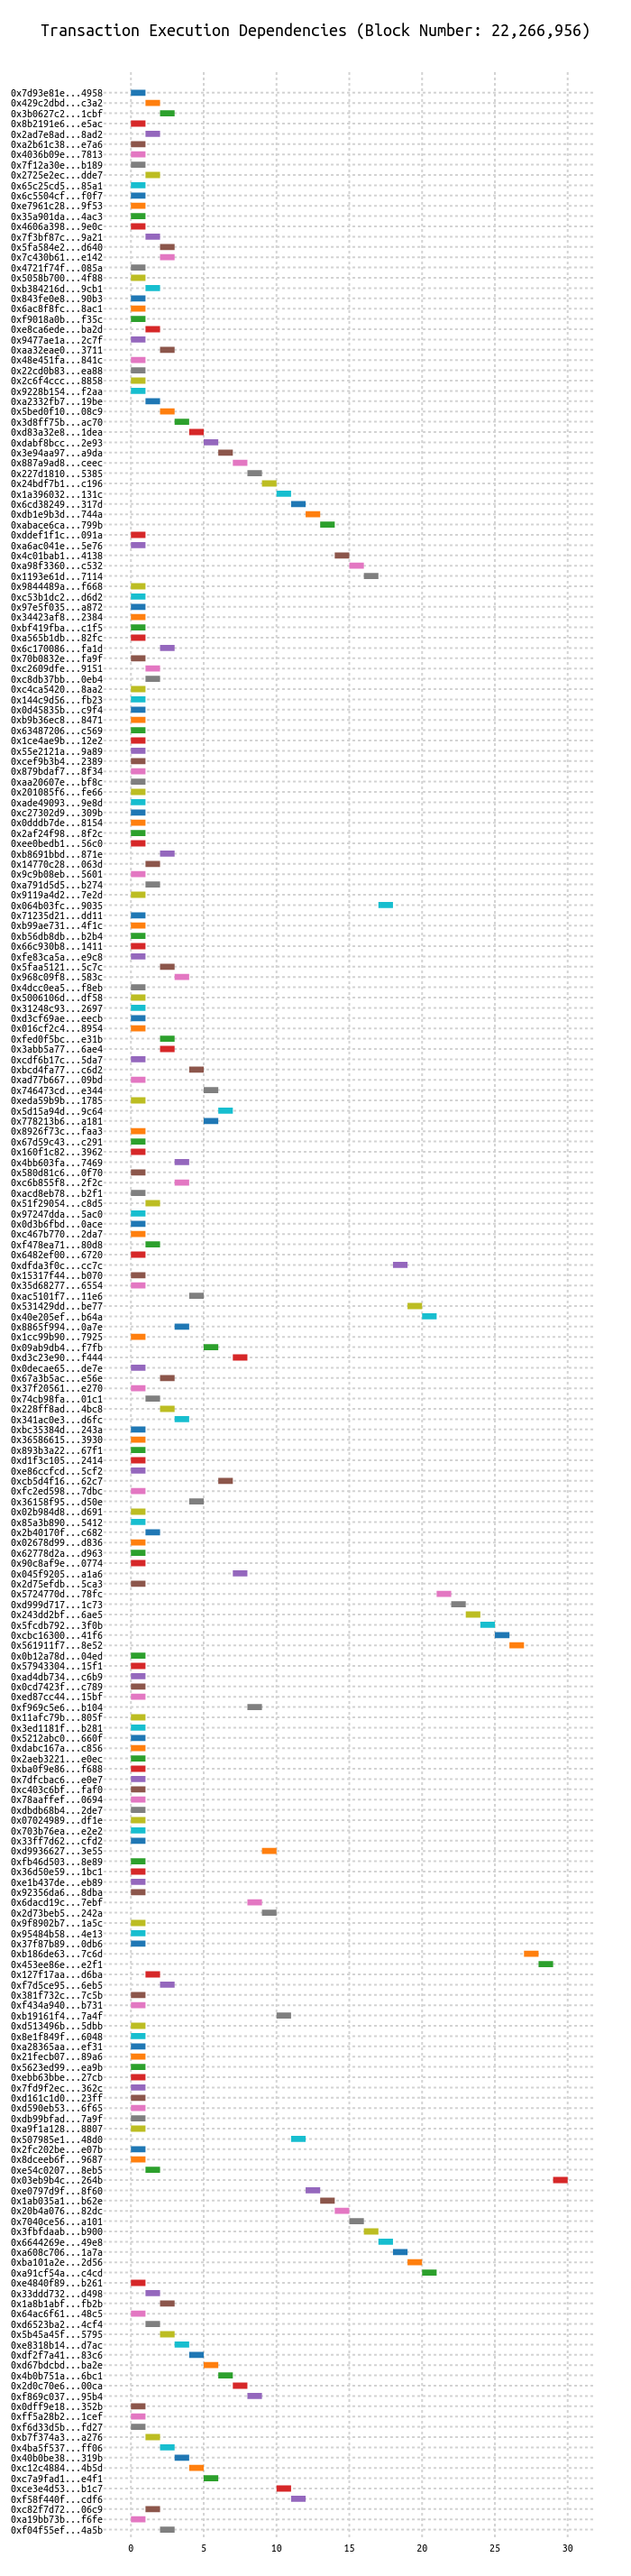 Transaction Execution Dependencies (Block Number: 22,266,956)
0x7d93e81e...4958
0x429c2dbd...c3a2
0x3b0627c2...1cbf
0x8b2191e6...e5ac
0x2ad7e8ad...8ad2
0xa2b61c38...e7a6
0x4036b09e...7813
0x7f12a30e...b189
0x2725e2ec...dde7
0x65c25cd5...85a1
0x6c5504cf...f0f7
0xe7961c28...9f53
0x35a901da...4ac3
0x4606a398...9e0c
0x7f3bf87c...9a21
0x5fa584e2...d640
0x7c430b61...e142
0x4721f74f...085a
0x5058b700...4f88
0xb384216d...9cb1
0x843fe0e8...90b3
0x6ac8f8fc...8ac1
0xf9018a0b...f35c
0xe8ca6ede...ba2d
0x9477ae1a...2c7f
0xaa32eae0...3711
0x48e451fa...841c
0x22cd0b83...ea88
0x2c6f4ccc...8858
0x9228b154...f2aa
0xa2332fb7...19be
0x5bed0f10...08c9
0x3d8ff75b...ac70
0xd83a32e8...1dea
0xdabf8bcc...2e93
0x3e94aa97...a9da
0x887a9ad8...ceec
0x227d1810...5385
0x24bdf7b1...c196
0x1a396032...131c
0x6cd38249...317d
0xdb1e9b3d...744a
0xabace6ca...799b
0xddef1f1c...091a
0xa6ac041e...5e76
0x4c01bab1...4138
0xa98f3360...c532
0x1193e61d...7114
0x9844489a...f668
0xc53b1dc2...d6d2
0x97e5f035...a872
0x34423af8...2384
0xbf419fba...c1f5
0xa565b1db...82fc
0x6c170086...fa1d
0x70b0832e...fa9f
0xc2609dfe...9151
0xc8db37bb...0eb4
0xc4ca5420...8aa2
0x144c9d56...fb23
0x0d45835b...c9f4
0xb9b36ec8...8471
0x63487206...c569
0x1ce4ae9b...12e2
0x55e2121a...9a89
0xcef9b3b4...2389
0x879bdaf7...8f34
0xaa20607e...bf8c
0x201085f6...fe66
0xade49093...9e8d
0xc27302d9...309b
0x0dddb7de...8154
0x2af24f98...8f2c
0xee0bedb1...56c0
0xb8691bbd...871e
0x14770c28...063d
0x9c9b08eb...5601
0xa791d5d5...b274
0x9119a4d2...7e2d
0x064b03fc...9035
0x71235d21...dd11
0xb99ae731...4f1c
0xb56db8db...b2b4
0x66c930b8...1411
0xfe83ca5a...e9c8
0x5faa5121...5c7c
0x968c09f8...583c
0x4dcc0ea5...f8eb
0x5006106d...df58
0x31248c93...2697
0xd3cf69ae...eecb
0x016cf2c4...8954
0xfed0f5bc...e31b
0x3abb5a77...6ae4
0xcdf6b17c...5da7
0xbcd4fa77...c6d2
0xad77b667...09bd
0x746473cd...e344
0xeda59b9b...1785
0x5d15a94d...9c64
0x778213b6...a181
0x8926f73c...faa3
0x67d59c43...c291
0x160f1c82...3962
0x4bb603fa...7469
0x580d81c6...0f70
0xc6b855f8...2f2c
0xacd8eb78...b2f1
0x51f29054...c8d5
0x97247dda...5ac0
0x0d3b6fbd...0ace
0xc467b770...2da7
0xf478ea71...80d8
0x6482ef00...6720
0xdfda3f0c...cc7c
0x15317f44...b070
0x35d68277...6554
0xac5101f7...11e6
0x531429dd...be77
0x40e205ef...b64a
0x8865f994...0a7e
0x1cc99b90...7925
0x09ab9db4...f7fb
0xd3c23e90...f444
0x0decae65...de7e
0x67a3b5ac...e56e
0x37f20561...e270
0x74cb98fa...01c1
0x228ff8ad...4bc8
0x341ac0e3...d6fc
0xbc35384d...243a
0x36586615...3930
0x893b3a22...67f1
0xd1f3c105...2414
0xe86ccfcd...5cf2
0xcb5d4f16...62c7
0xfc2ed598...7dbc
0x36158f95...d50e
0x02b984d8...d691
0x85a3b890...5412
0x2b40170f...c682
0x02678d99...d836
0x62778d2a...d963
0x90c8af9e...0774
0x045f9205...a1a6
0x2d75efdb...5ca3
0x5724770d...78fc
0xd999d717...1c73
0x243dd2bf...6ae5
0x5fcdb792...3f0b
0xcbc16300...41f6
0x561911f7...8e52
0x0b12a78d...04ed
0x57943304...15f1
0xad4db734...c6b9
0x0cd7423f...c789
0xed87cc44...15bf
0xf969c5e6...b104
0x11afc79b...805f
0x3ed1181f...b281
0x5212abc0...660f
0xdabc167a...c856
0x2aeb3221...e0ec
0xba0f9e86...f688
0x7dfcbac6...e0e7
0xc403c6bf...faf0
0x78aaffef...0694
0xdbdb68b4...2de7
0x07024989...df1e
0x703b76ea...e2e2
0x33ff7d62...cfd2
0xd9936627...3e55
0xfb46d503...8e89
0x36d50e59...1bc1
0xe1b437de...eb89
0x92356da6...8dba
0x6dacd19c...7ebf
0x2d73beb5...242a
0x9f8902b7...1a5c
0x95484b58...4e13
0x37f87b89...0db6
0xb186de63...7c6d
0x453ee86e...e2f1
0x127f17aa...d6ba
0xf7d5ce95...6eb5
0x381f732c...7c5b
0xf434a940...b731
0xb19161f4...7a4f
0xd513496b...5dbb
0x8e1f849f...6048
0xa28365aa...ef31
0x21fecb07...89a6
0x5623ed99...ea9b
0xebb63bbe...27cb
0x7fd9f2ec...362c
0xd161c1d0...23ff
0xd590eb53...6f65
0xdb99bfad...7a9f
0xa9f1a128...8807
0x507985e1...48d0
0x2fc202be...e07b
0x8dceeb6f...9687
0xe54c0207...8eb5
0x03eb9b4c...264b
0xe0797d9f...8f60
0x1ab035a1...b62e
0x20b4a076...82dc
0x7040ce56...a101
0x3fbfdaab...b900
0x6644269e...49e8
0xa608c706...1a7a
0xba101a2e...2d56
0xa91cf54a...c4cd
0xe4840f89...b261
0x33ddd732...d498
0x1a8b1abf...fb2b
0x64ac6f61...48c5
0xd6523ba2...4cf4
0x5b45a45f...5795
0xe8318b14...d7ac
0xdf2f7a41...83c6
0xd67bdcbd...ba2e
0x4b0b751a...6bc1
0x2d0c70e6...00ca
0xf869c037...95b4
0x0dff9e18...352b
0xff5a28b2...1cef
0xf6d33d5b...fd27
0xb7f374a3...a276
0x4ba5f537...ff06
0x40b0be38...319b
0xc12c4884...4b5d
0xc7a9fad1...e4f1
0xce3e4d53...b1c7
0xf58f440f...cdf6
0xc82f7d72...06c9
0xa19bb73b...f6fe
0xf04f55ef...4a5b
0 5 10 15 20 25 30